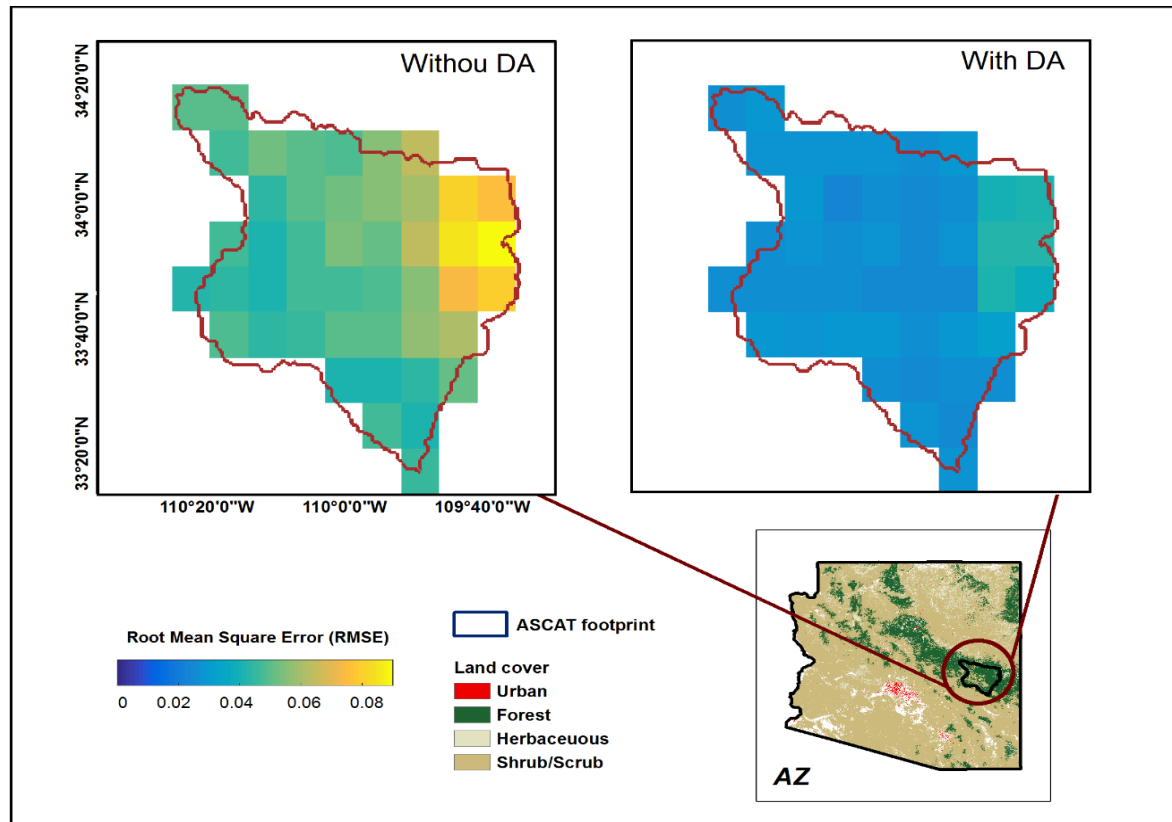 Withou DA
With DA
34°20'0"N
34°0'0"N
33°40'0"N
33°20'0"N
110°20'0"W 110°0'0"W 109°40'0"W
Root Mean Square Error (RMSE)
0 0.02 0.04 0.06 0.08
ASCAT footprint
Land cover
Urban
Forest
Herbaceuous
Shrub/Scrub
AZ